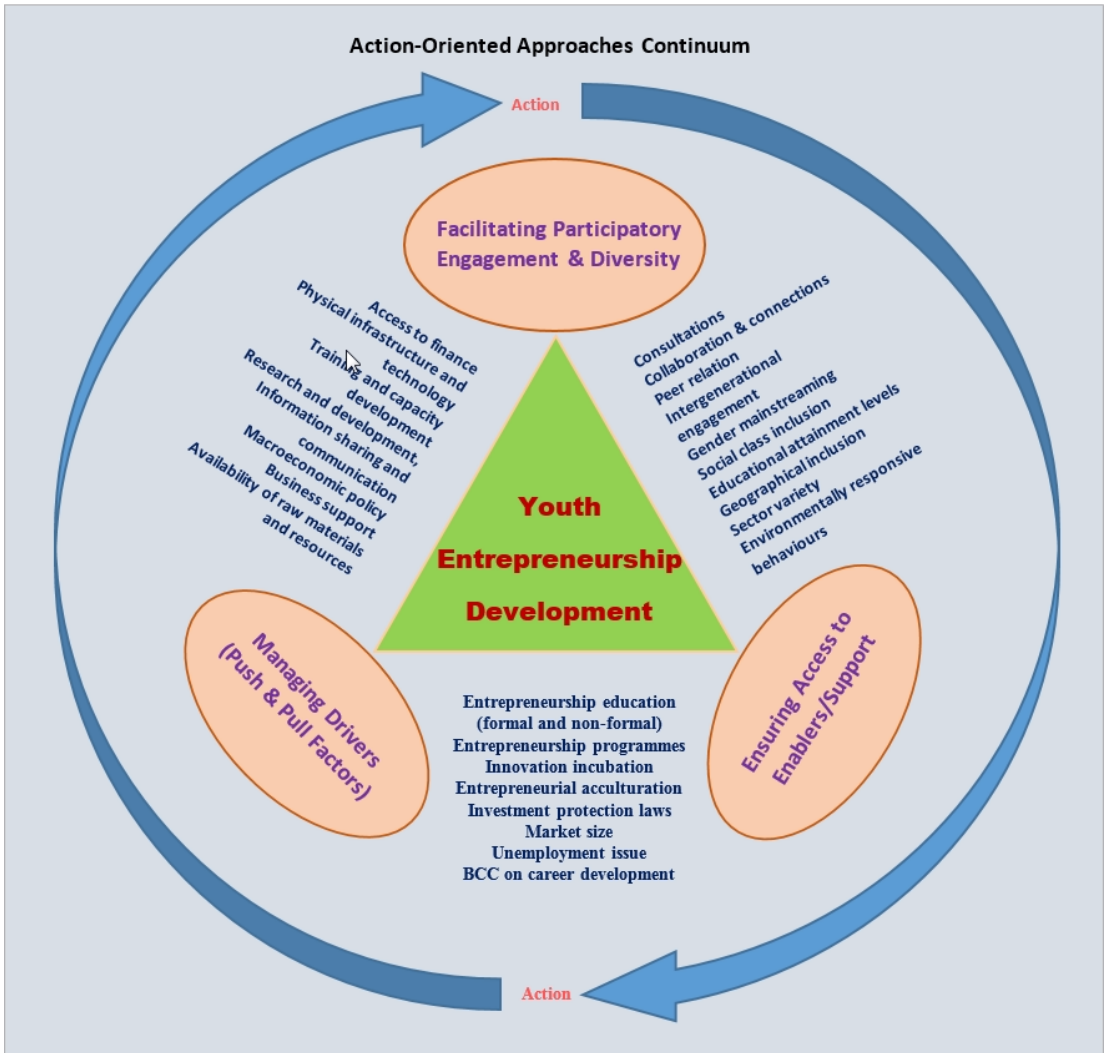 Action-Oriented Approaches Continuum
Action
Facilitating Participatory
Engagement & Diversity
Access to finance
Physical infrastructure and
technology
Training and capacity
development
Research and development,
Information sharing and
communication
Macroeconomic policy
Business support
Availability of raw materials
and resources
Consultations
Collaboration & connections
Peer relation
Intergenerational
engagement
Gender mainstreaming
Social class inclusion
Educational attainment levels
Geographical inclusion
Sector variety
Environmentally responsive
behaviours
Youth
Entrepreneurship
Development
Managing Drivers
(Push & Pull Factors)
Ensuring Access to
Enablers/Support
Entrepreneurship education
(formal and non-formal)
Entrepreneurship programmes
Innovation incubation
Entrepreneurial acculturation
Investment protection laws
Market size
Unemployment issue
BCC on career development
Action